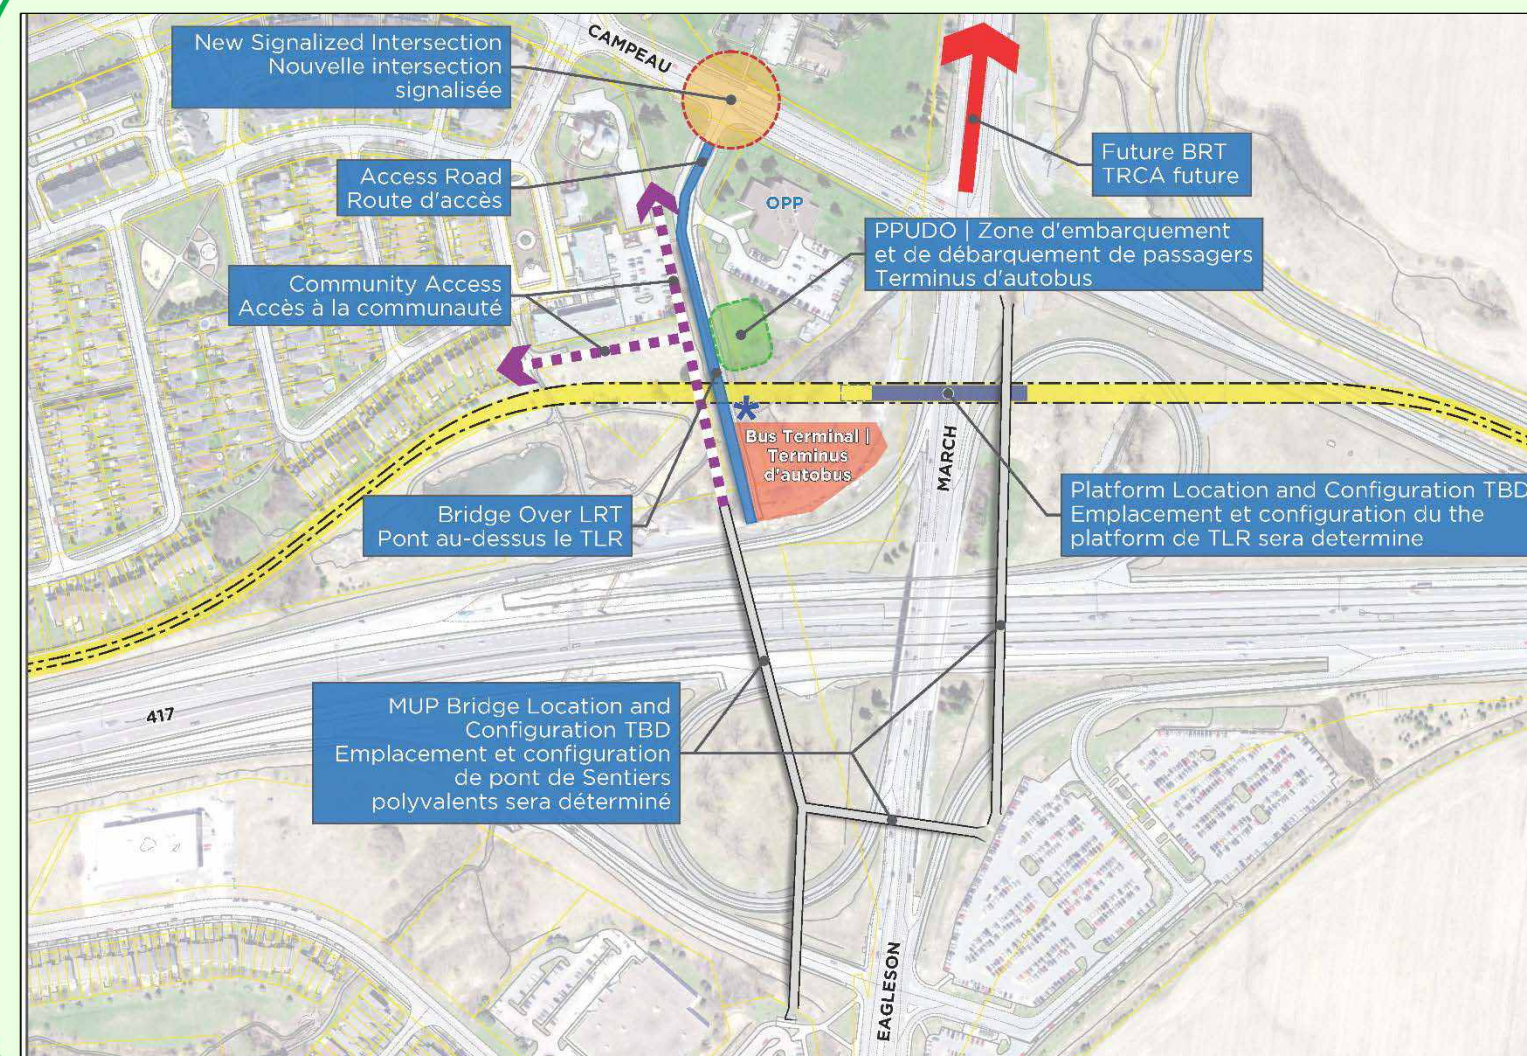 New Signalized Intersection
Nouvelle intersection
signalisée
CAMPEAU
Future BRT
TRCA future
Access Road
Route d'accès
OPP
PPUDO | Zone d'embarquement
et de débarquement de passagers
Terminus d'autobus
Community Access
Accès à la communauté
*
Bus Terminal |
Terminus
d'autobus
MARCH
Platform Location and Configuration TBD
Emplacement et configuration du the
platform de TLR sera determine
Bridge Over LRT
Pont au-dessus le TLR
417
MUP Bridge Location and
Configuration TBD
Emplacement et configuration
de pont de Sentiers
polyvalents sera déterminé
EAGLESON